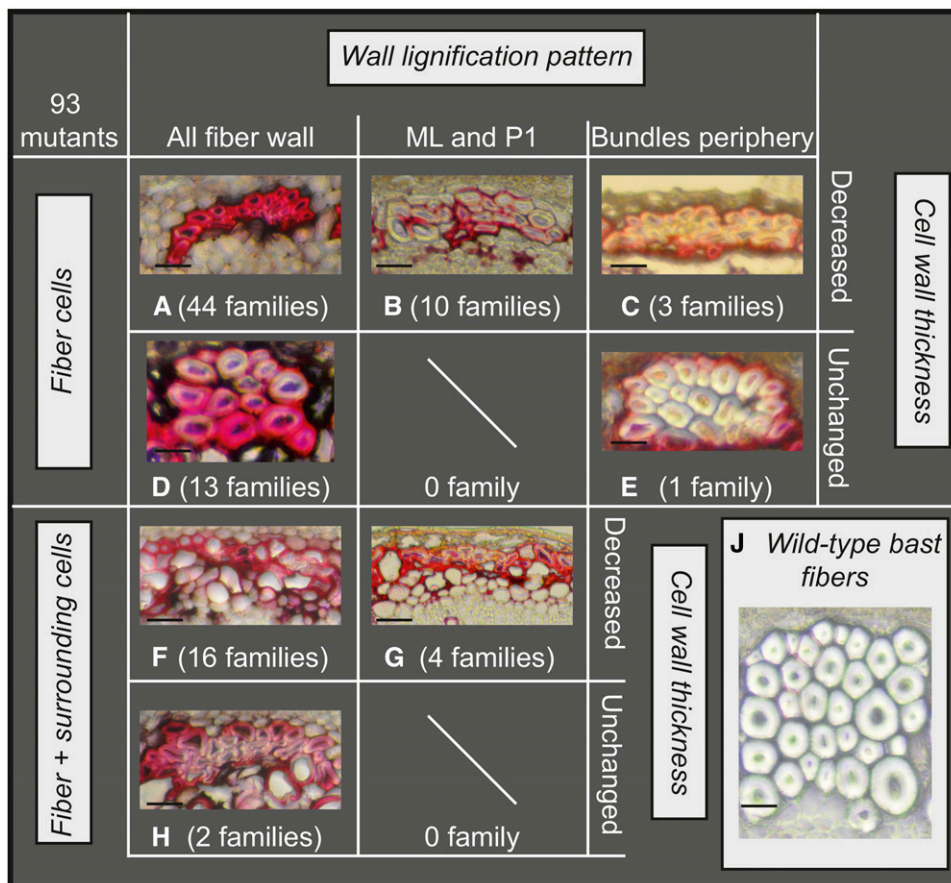 Wall lignification pattern
93
mutants
All fiber wall
ML and P1
Bundles periphery
Fiber cells
A (44 families)
B (10 families)
C (3 families)
Decreased
Cell wall thickness
D (13 families)
0 family
E (1 family)
Unchanged
Fiber + surrounding cells
F (16 families)
G (4 families)
Decreased
Cell wall thickness
H (2 families)
0 family
Unchanged
J Wild-type bast
fibers